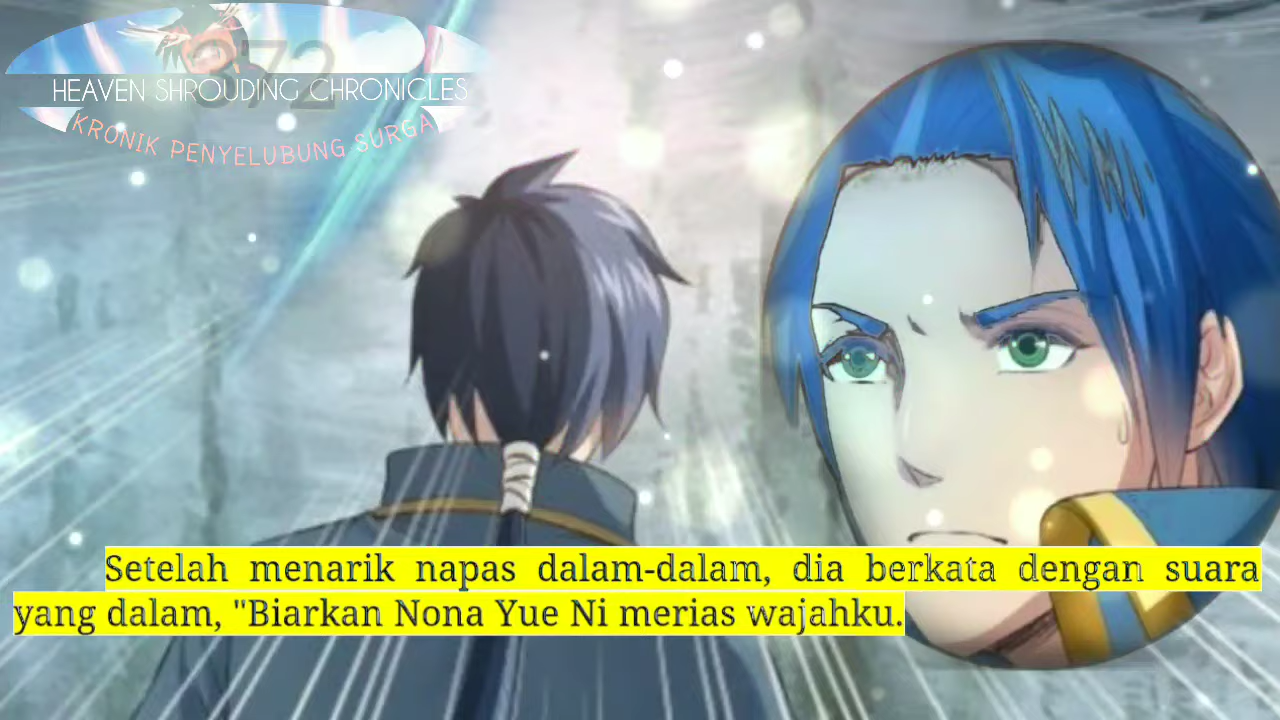 372
HEAVEN SHROUDING CHRONICLES
KRONIK PENYELUBUNG SURGA
Setelah menarik napas dalam-dalam, dia berkata dengan suara
yang dalam, "Biarkan Nona Yue Ni merias wajahku.